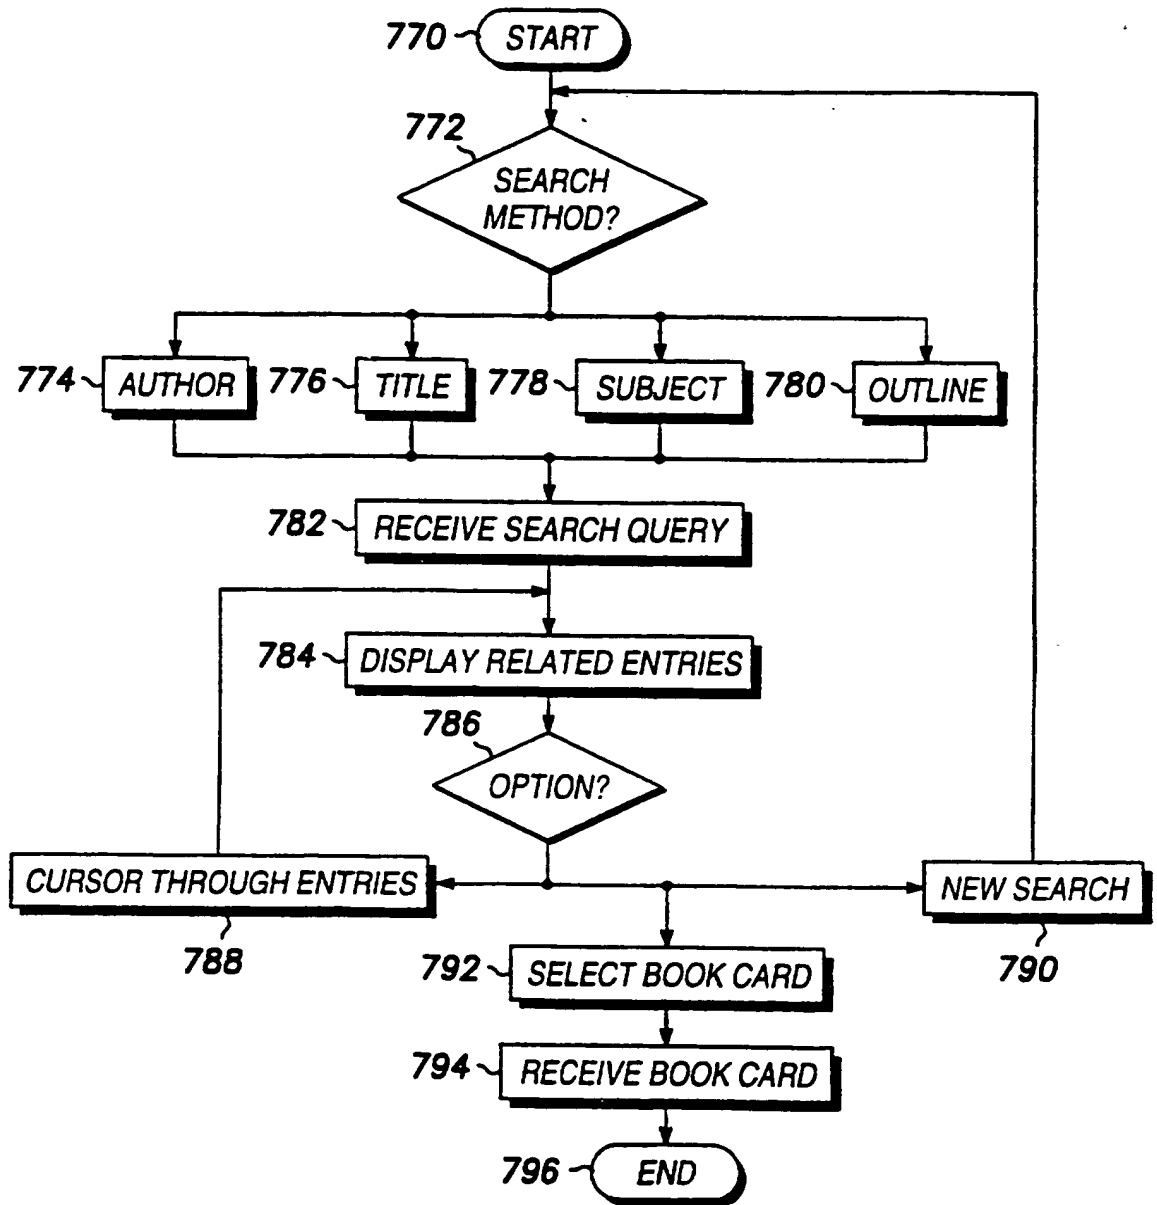 770 START
772
SEARCH
METHOD?
774 AUTHOR 776 TITLE 778 SUBJECT 780 OUTLINE
782 RECEIVE SEARCH QUERY
784 DISPLAY RELATED ENTRIES
786
OPTION?
CURSOR THROUGH ENTRIES NEW SEARCH
788 790
792 SELECT BOOK CARD
794 RECEIVE BOOK CARD
796 END